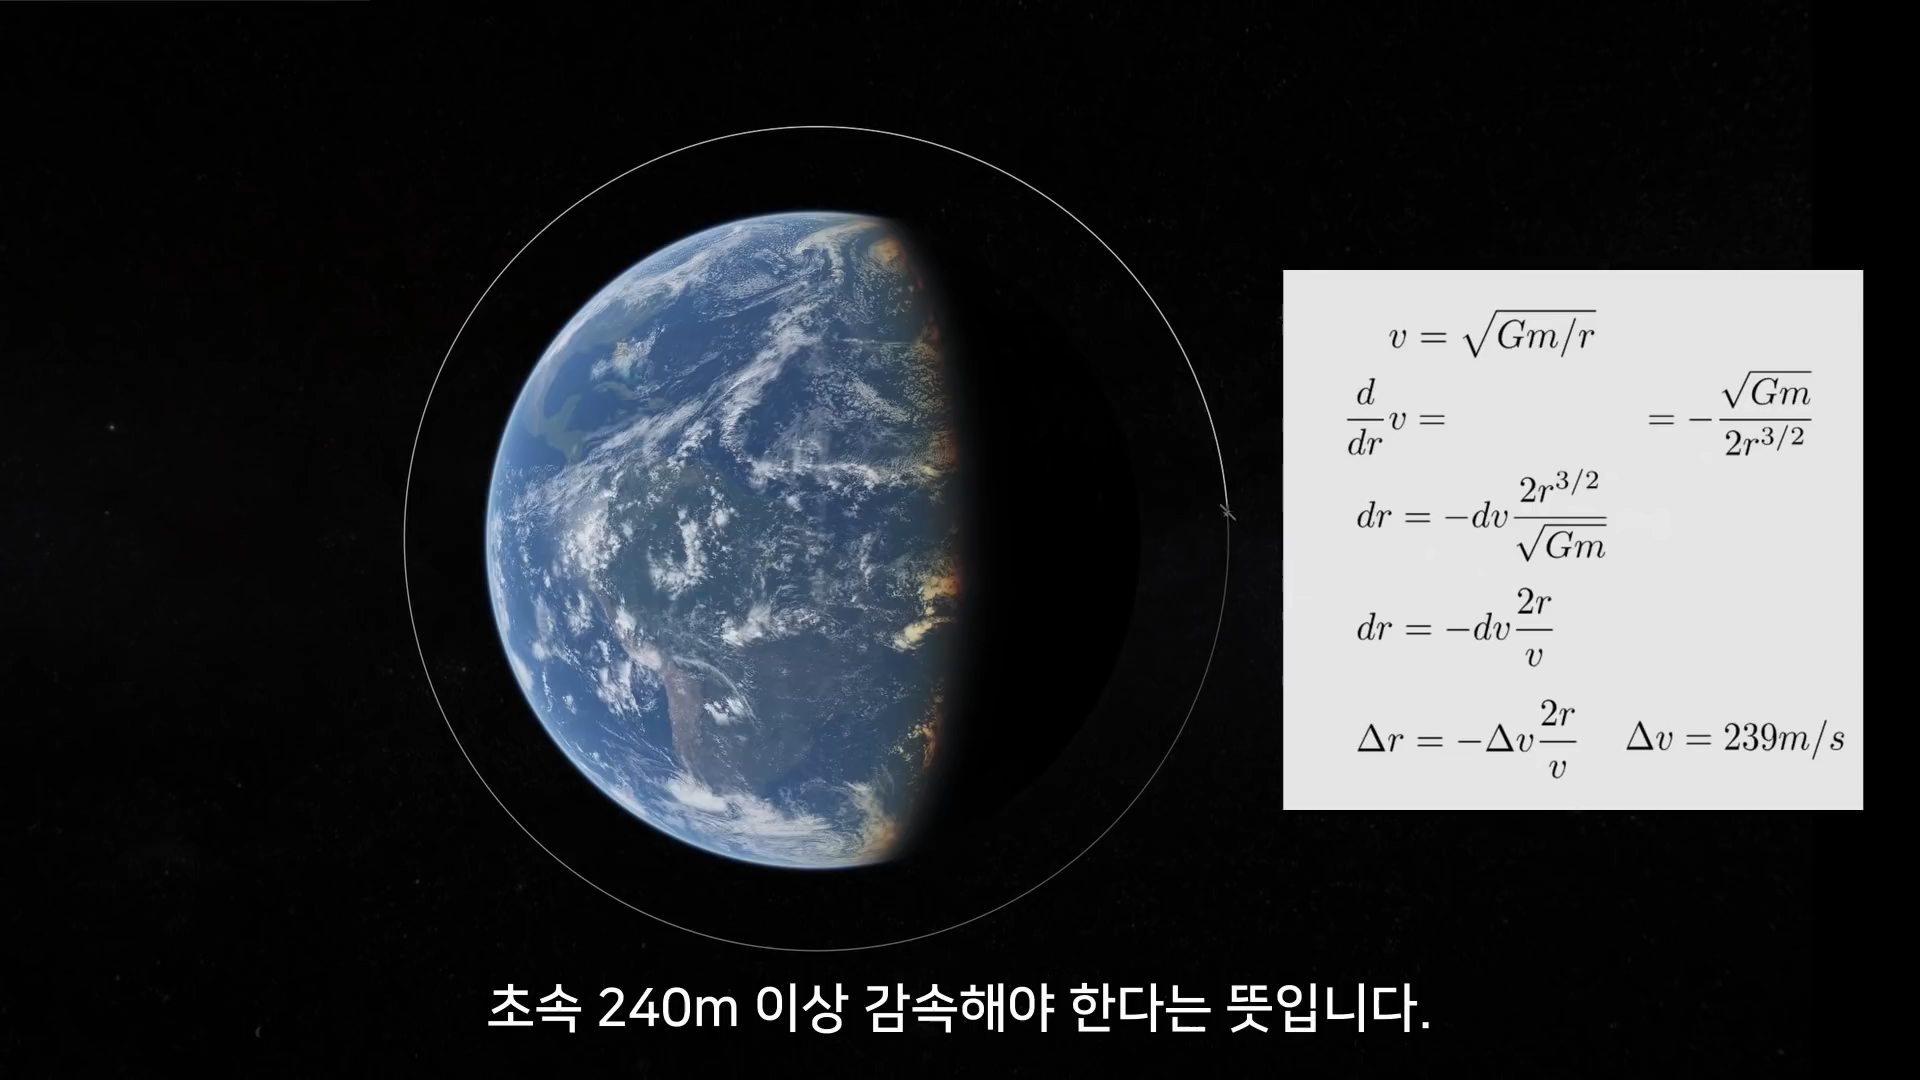 v = √Gm/r
d/dr v = = − √Gm / 2r^3/2
dr = −dv 2r^3/2 / √Gm
dr = −dv 2r/v
Δr = −Δv 2r/v Δv = 239m/s
초속 240m 이상 감속해야 한다는 뜻입니다.